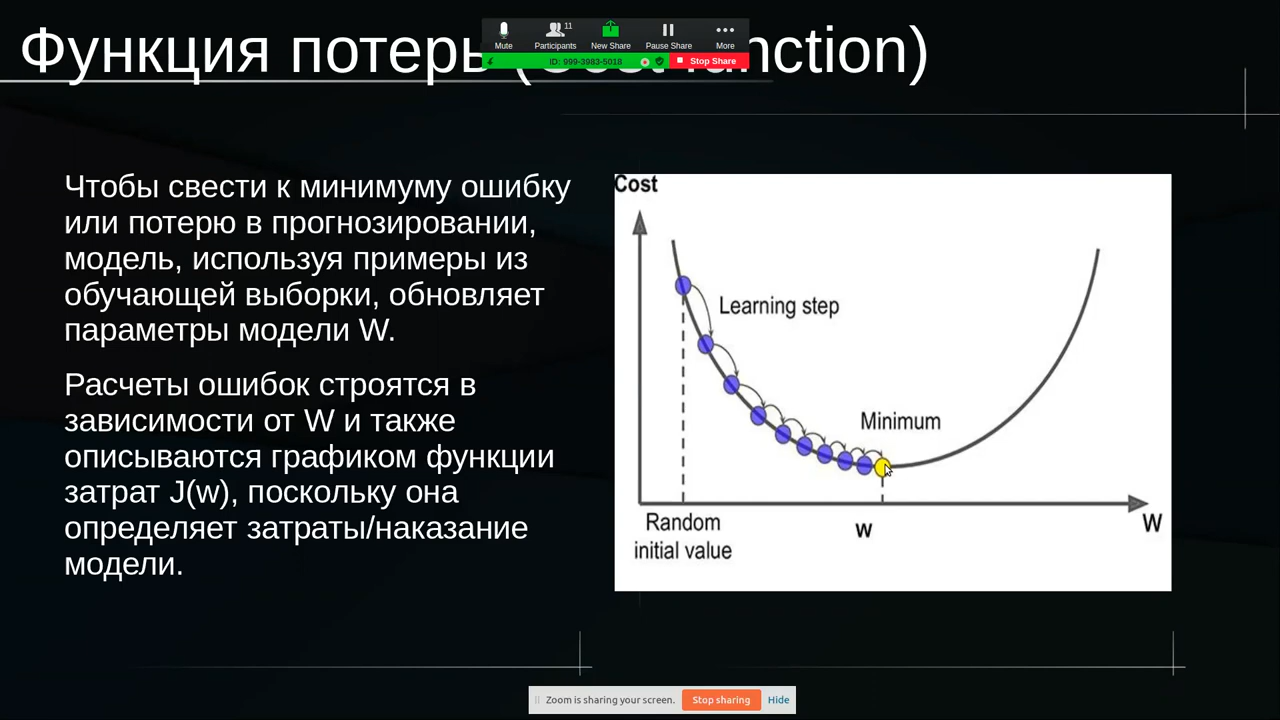 Функция потерь ( nction)
Mute
Participants 11
New Share
Pause Share
More
ID: 999-3983-5018
Stop Share
Чтобы свести к минимуму ошибку
или потерю в прогнозировании,
модель, используя примеры из
обучающей выборки, обновляет
параметры модели W.
Расчеты ошибок строятся в
зависимости от W и также
описываются графиком функции
затрат J(w), поскольку она
определяет затраты/наказание
модели.
Cost
Learning step
Minimum
Random
initial value
w
W
Zoom is sharing your screen.
Stop sharing
Hide